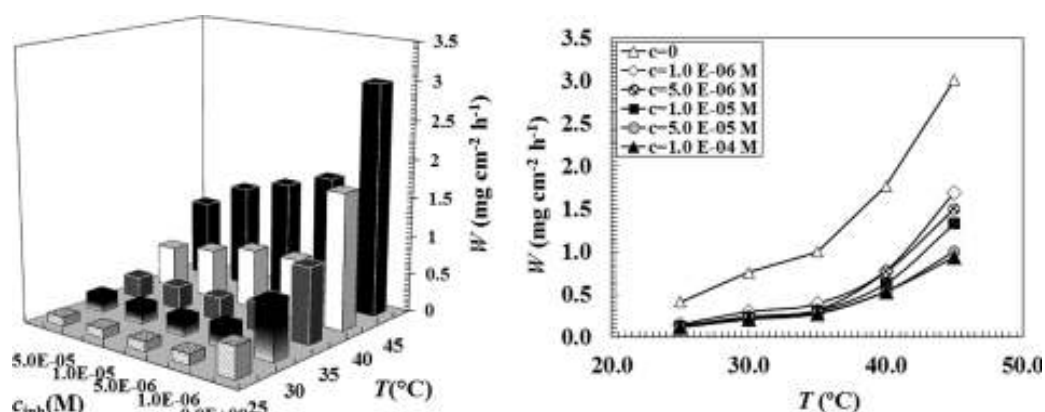 3.5
3
2.5
2
1.5
1
0.5
0
W (mg cm-2 h-1)
45
40
35
30
25
T(°C)
5.0E-05
1.0E-05
5.0E-06
1.0E-06
cinh(M)
3.5
3.0
2.5
2.0
1.5
1.0
0.5
0.0
W (mg cm-2 h-1)
c=0
c=1.0 E-06 M
c=5.0 E-06 M
c=1.0 E-05 M
c=5.0 E-05 M
c=1.0 E-04 M
20.0 30.0 40.0 50.0
T (ºC)